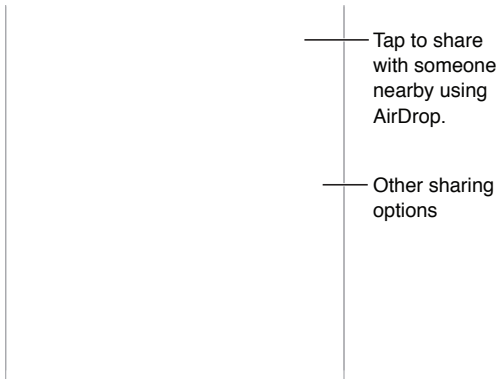 Tap to share
with someone
nearby using
AirDrop.
Other sharing
options